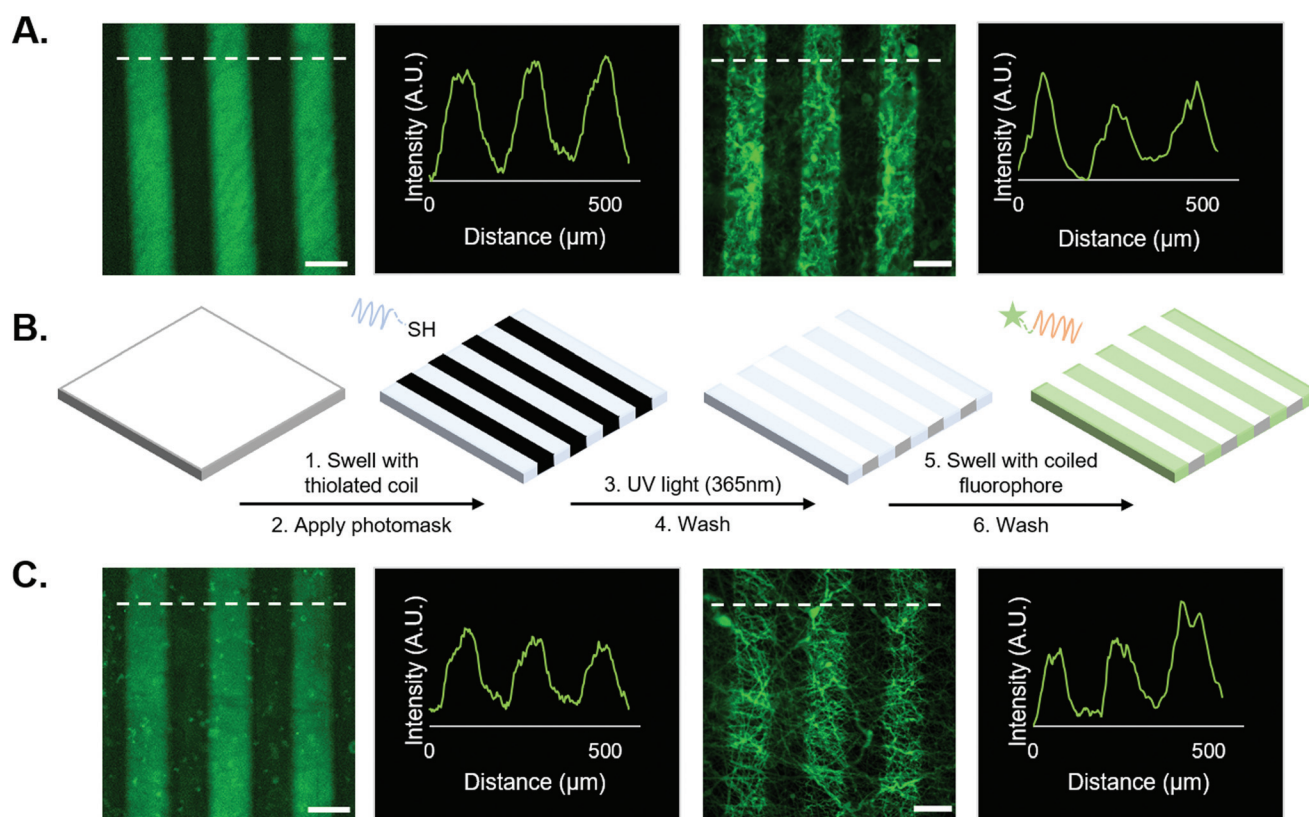 A.
Intensity (A.U.)
0
500
Distance (µm)
Intensity (A.U.)
0
500
Distance (µm)
B.
SH
1. Swell with
thiolated coil
2. Apply photomask
3. UV light (365nm)
4. Wash
5. Swell with coiled
fluorophore
6. Wash
C.
Intensity (A.U.)
0
500
Distance (µm)
Intensity (A.U.)
0
500
Distance (µm)